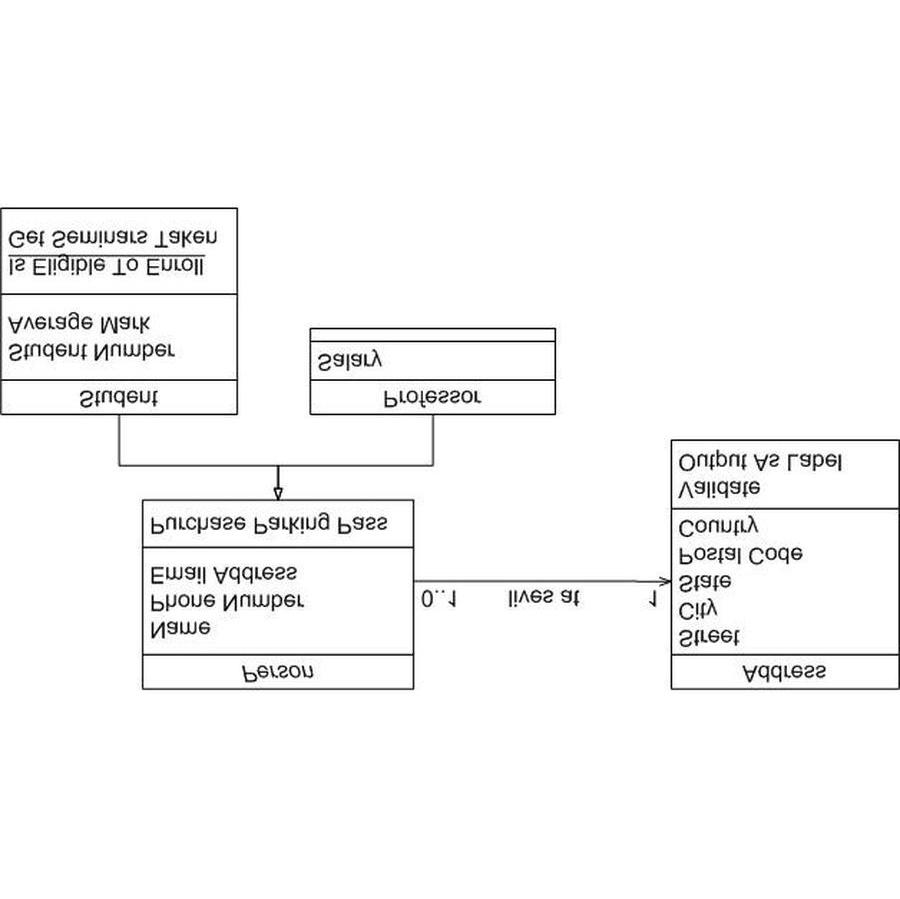 Person
Name
Phone Number
Email Address
Purchase Parking Pass
0..1
lives at
1
Address
Street
City
State
Postal Code
Country
Validate
Output As Label
Student
Student Number
Average Mark
Is Eligible To Enroll
Get Seminars Taken
Professor
Salary